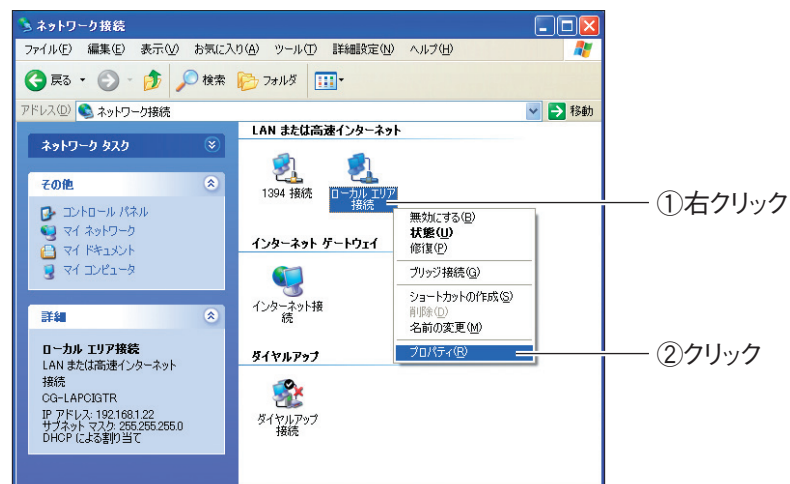 ネットワーク接続
ファイル(F) 編集(E) 表示(V) お気に入り(A) ツール(T) 詳細設定(N) ヘルプ(H)
戻る 検索 フォルダ
アドレス(D) ネットワーク接続 移動
ネットワーク タスク
その他
コントロール パネル
マイ ネットワーク
マイ ドキュメント
マイ コンピュータ
詳細
ローカル エリア接続
LAN または高速インターネット
接続
CG-LAPCIGTR
IP アドレス: 192.168.1.22
サブネット マスク: 255.255.255.0
DHCP による割り当て
LAN または高速インターネット
1394 接続
ローカル エリア
接続
インターネット ゲートウェイ
インターネット接
続
ダイヤルアップ
ダイヤルアップ
接続
無効にする(B)
状態(U)
修復(P)
ブリッジ接続(G)
ショートカットの作成(S)
削除(D)
名前の変更(M)
プロパティ(R)
①右クリック
②クリック